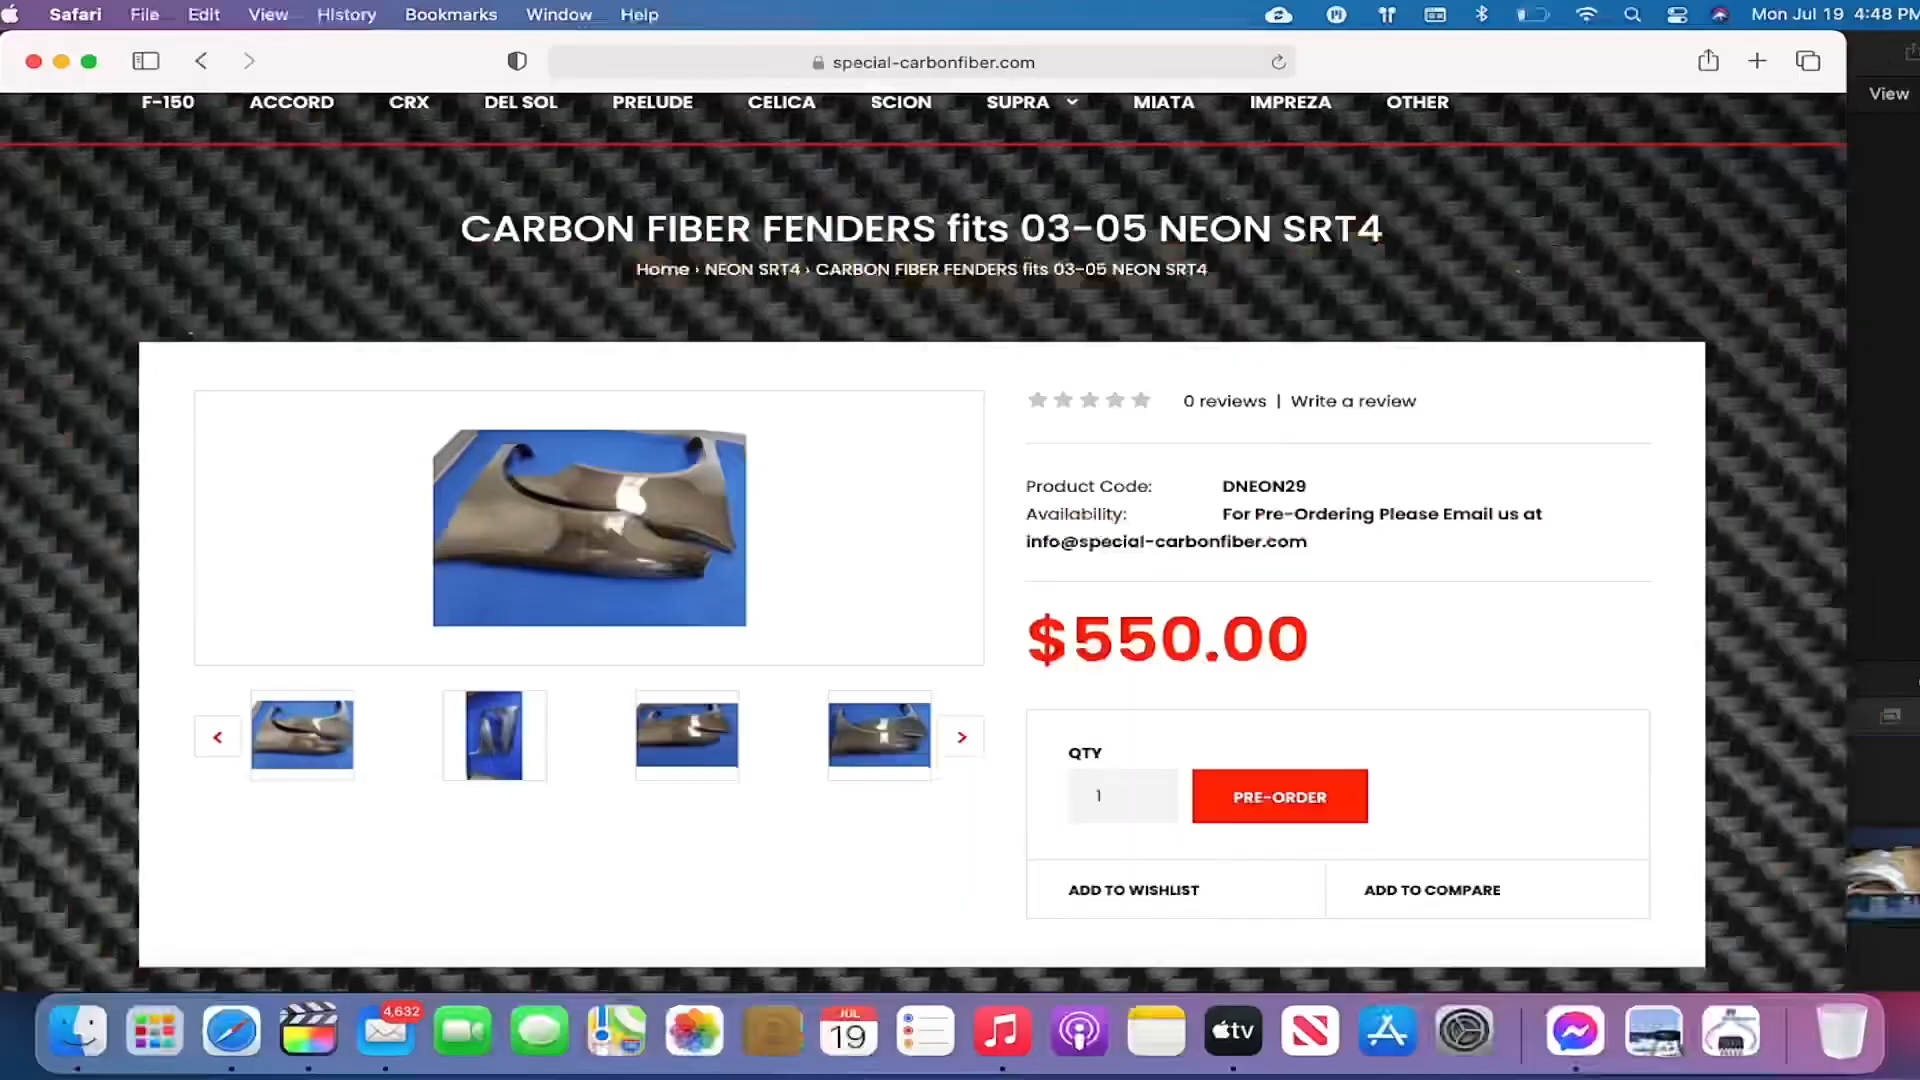 Safari File Edit View History Bookmarks Window Help Mon Jul 19 4:48 PM
special-carbonfiber.com
View
F-150 ACCORD CRX DEL SOL PRELUDE CELICA SCION SUPRA MIATA IMPREZA OTHER
CARBON FIBER FENDERS fits 03-05 NEON SRT4
Home › NEON SRT4 › CARBON FIBER FENDERS fits 03-05 NEON SRT4
0 reviews | Write a review
Product Code: DNEON29
Availability: For Pre-Ordering Please Email us at
info@special-carbonfiber.com
$550.00
QTY
1 PRE-ORDER
ADD TO WISHLIST ADD TO COMPARE
4,632
JUL
19
tv